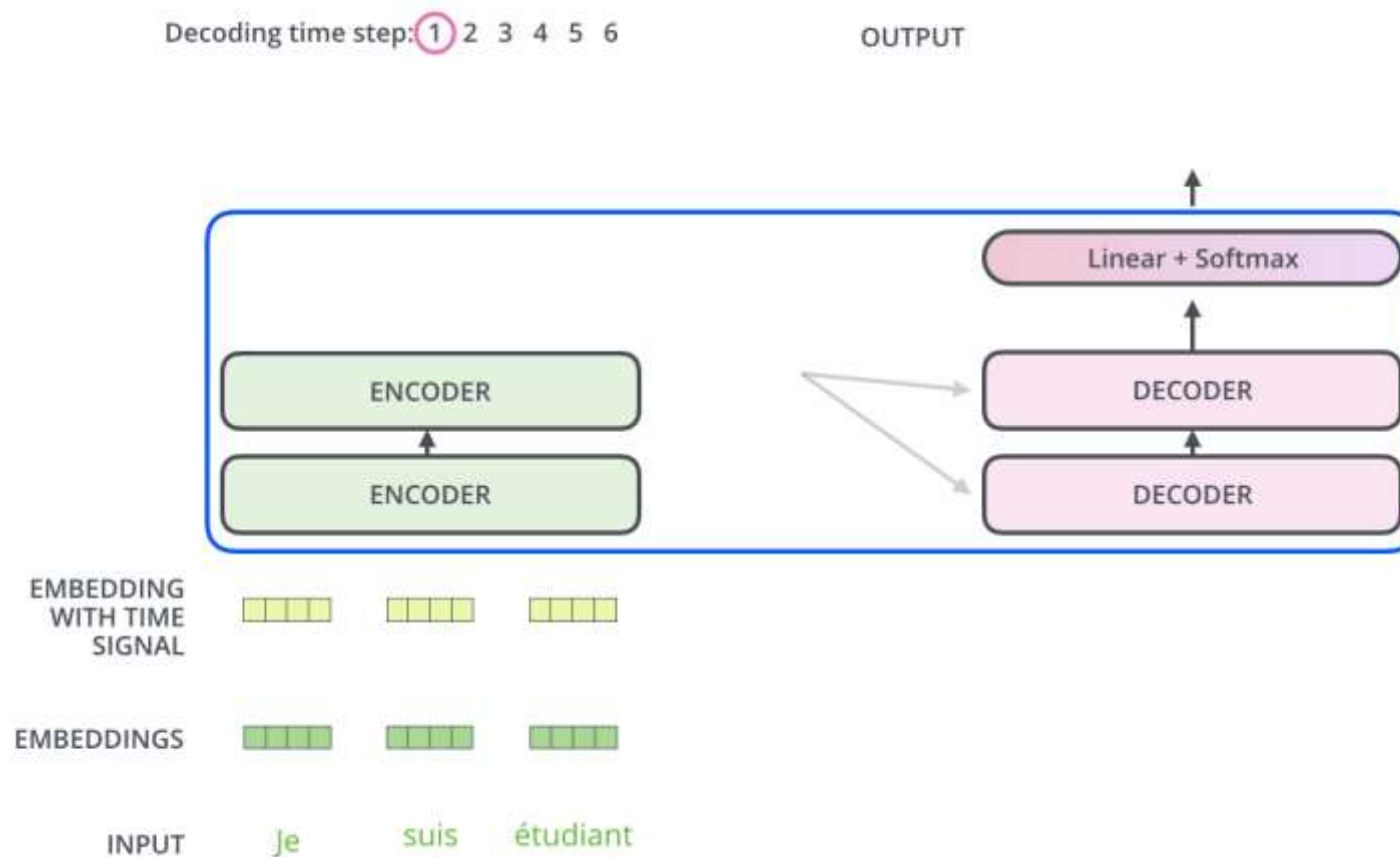 Decoding time step: 1 2 3 4 5 6
OUTPUT
Linear + Softmax
ENCODER
DECODER
ENCODER
DECODER
EMBEDDING
WITH TIME
SIGNAL
EMBEDDINGS
INPUT
Je suis étudiant